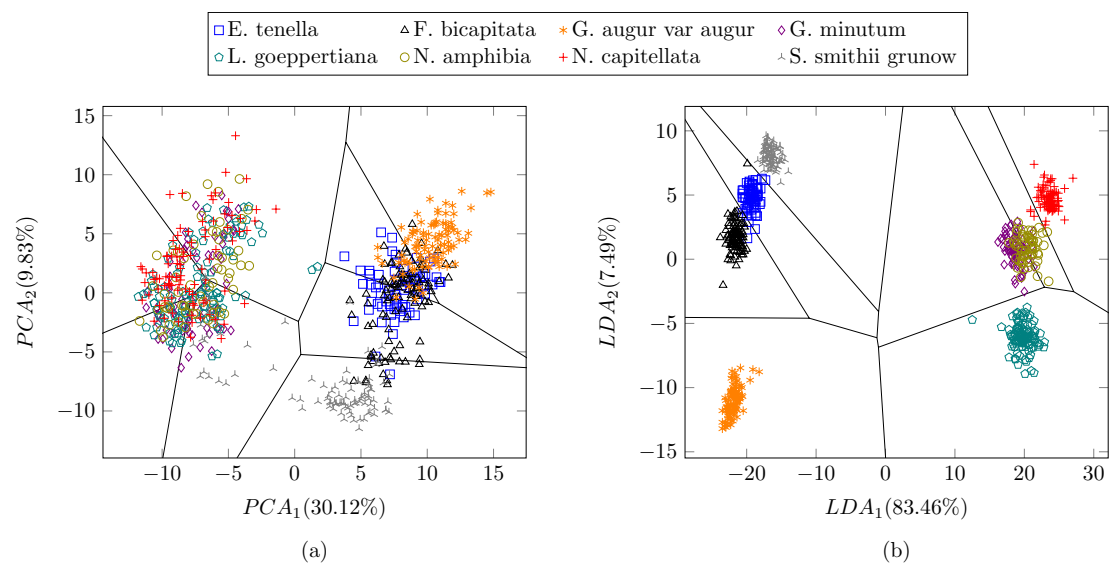 E. tenella F. bicapitata G. augur var augur G. minutum
L. goeppertiana N. amphibia N. capitellata S. smithii grunow
15
10
5
0
−5
−10
PCA₂(9.83%)
−10 −5 0 5 10 15
PCA₁(30.12%)
(a)
10
5
0
−5
−10
−15
LDA₂(7.49%)
−20 −10 0 10 20 30
LDA₁(83.46%)
(b)